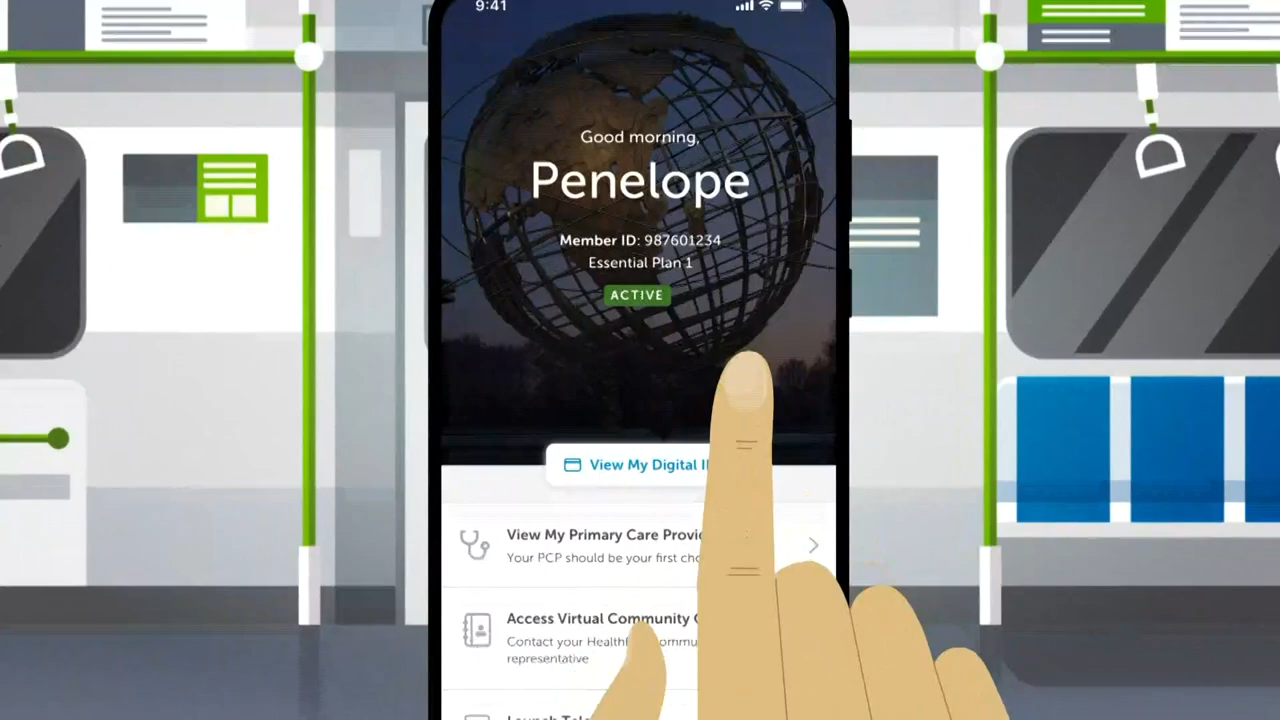 9:41
Good morning,
Penelope
Member ID: 987601234
Essential Plan 1
ACTIVE
View My Digital
View My Primary Care
Your PCP should be your first
Access Virtual Community
Contact your
representative